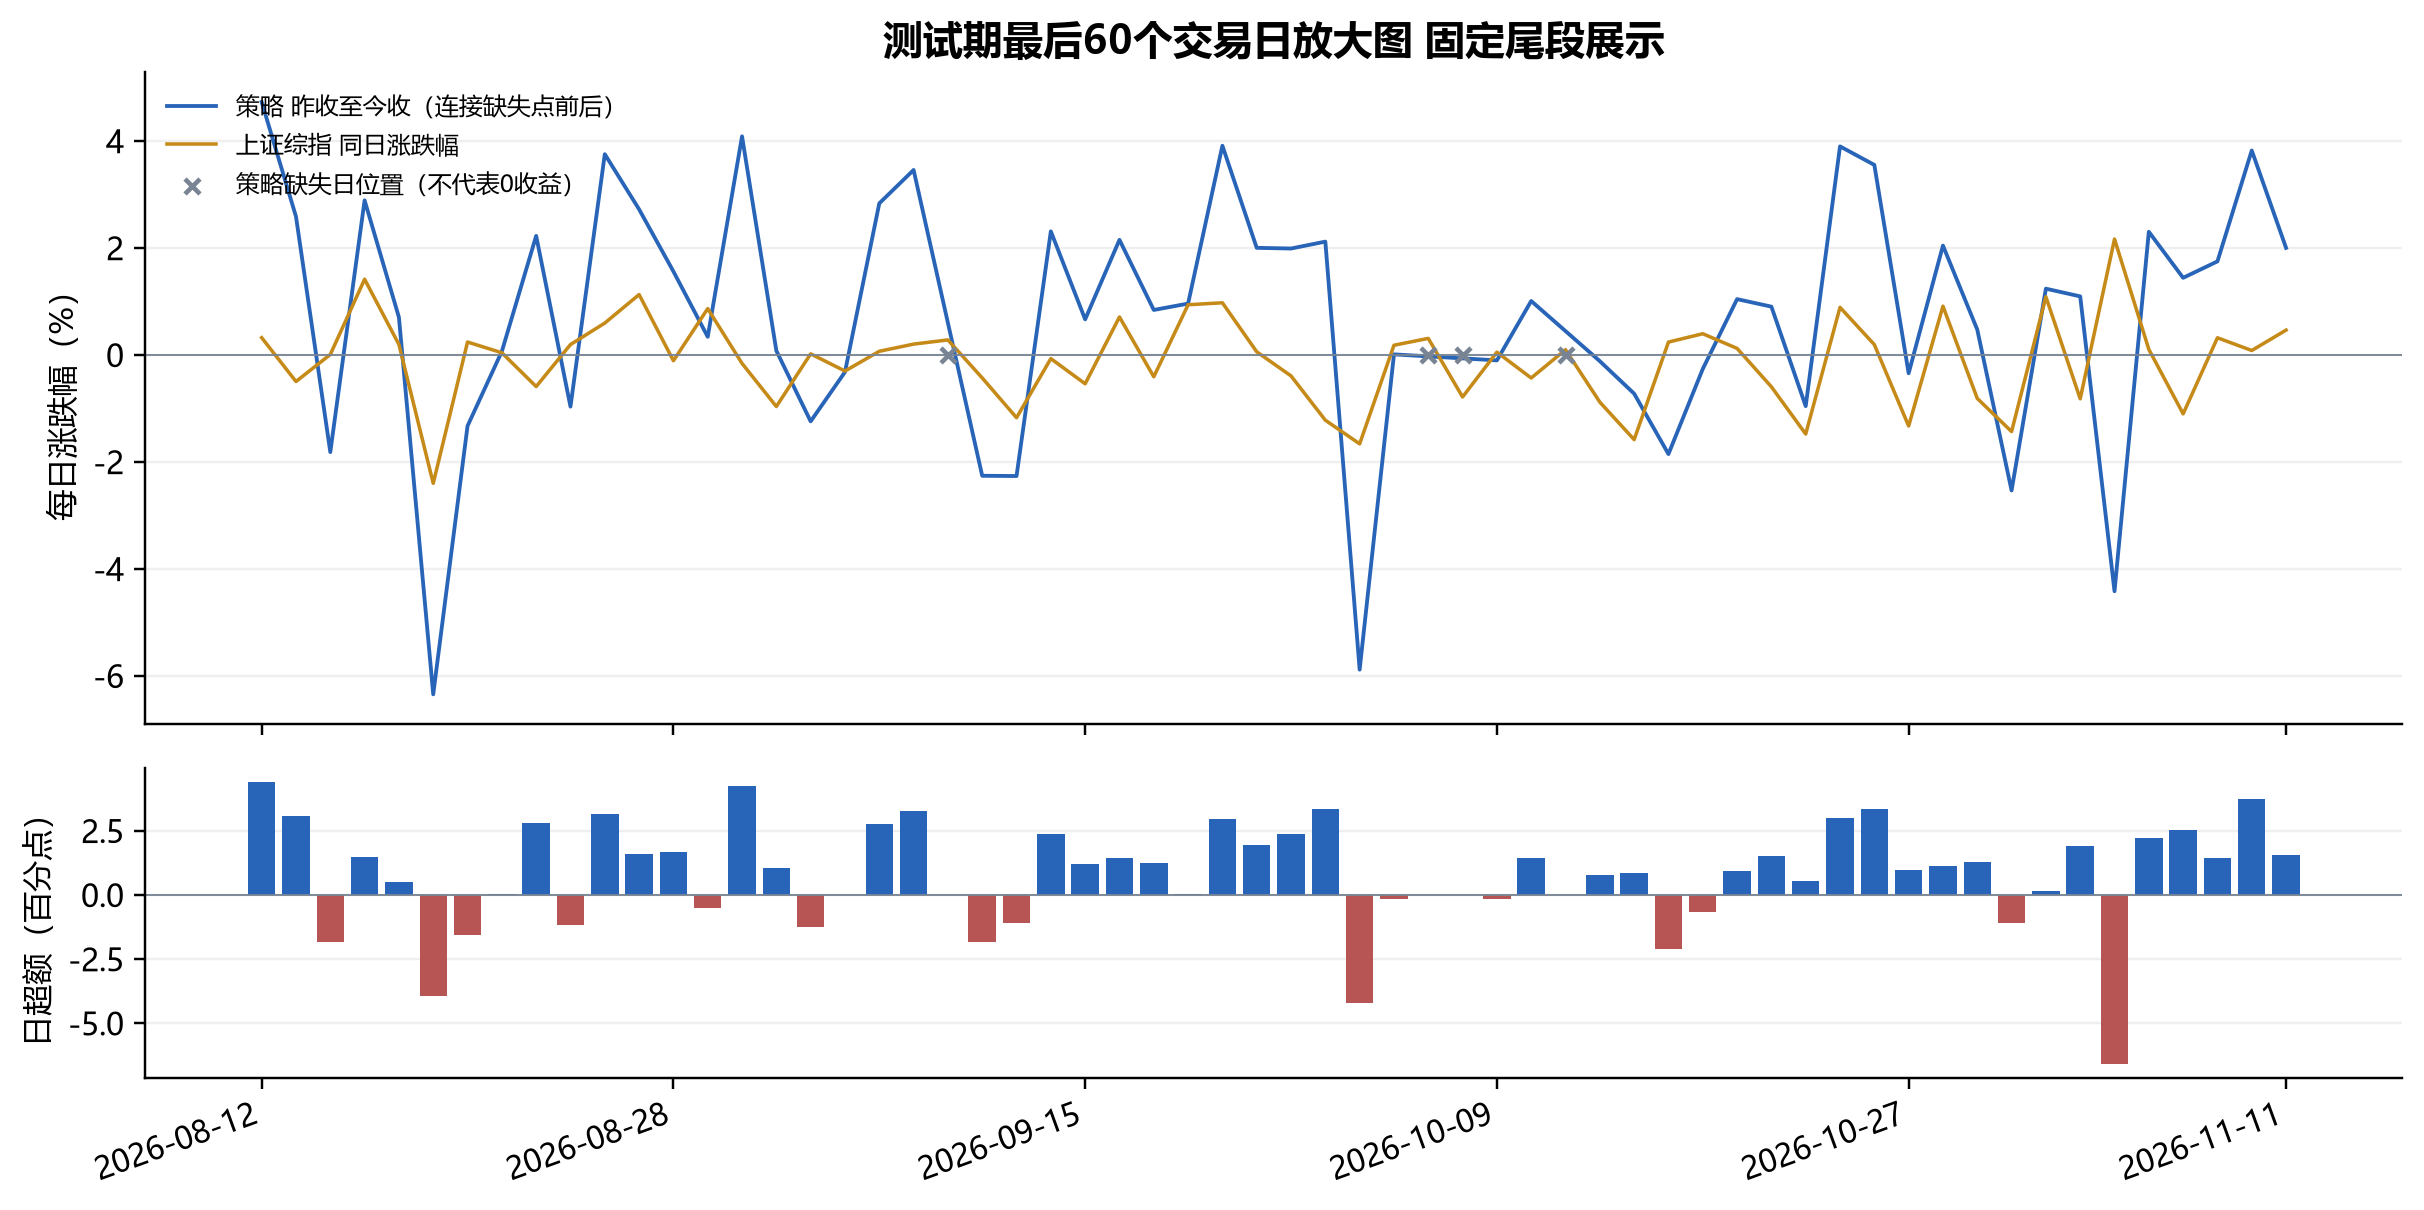 测试期最后60个交易日放大图 固定尾段展示
策略 昨收至今收（连接缺失点前后）
上证综指 同日涨跌幅
策略缺失日位置（不代表0收益）
每日涨跌幅（%）
4
2
0
-2
-4
-6
日超额（百分点）
2.5
0.0
-2.5
-5.0
2026-08-12
2026-08-28
2026-09-15
2026-10-09
2026-10-27
2026-11-11